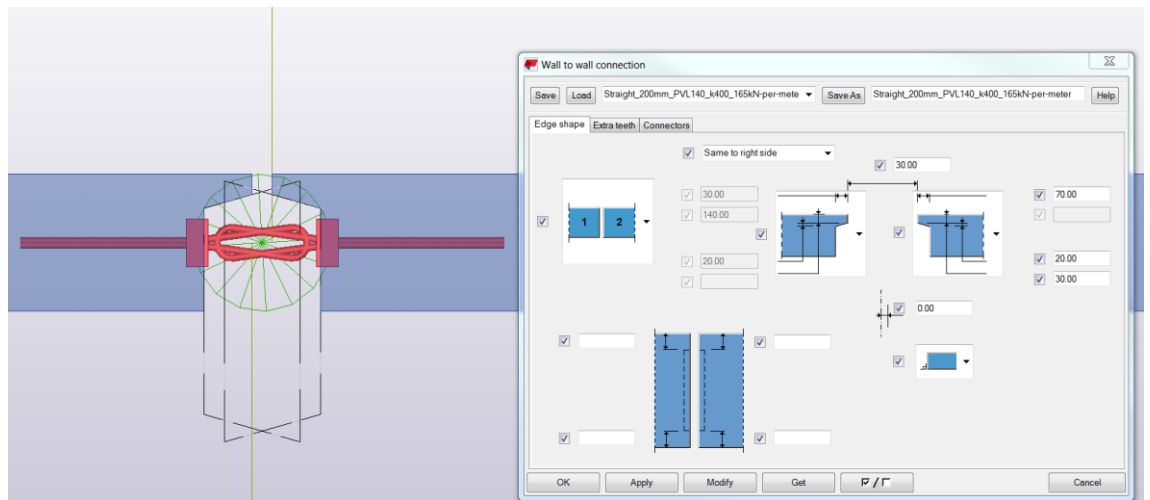 Wall to wall connection
Save Load Straight_200mm_PVL140_k400_165kN-per-mete Save As Straight_200mm_PVL140_k400_165kN-per-meter Help
Edge shape Extra teeth Connectors
Same to right side
30.00
30.00 70.00
140.00
1 2
20.00 20.00
30.00
0.00
OK Apply Modify Get / Cancel